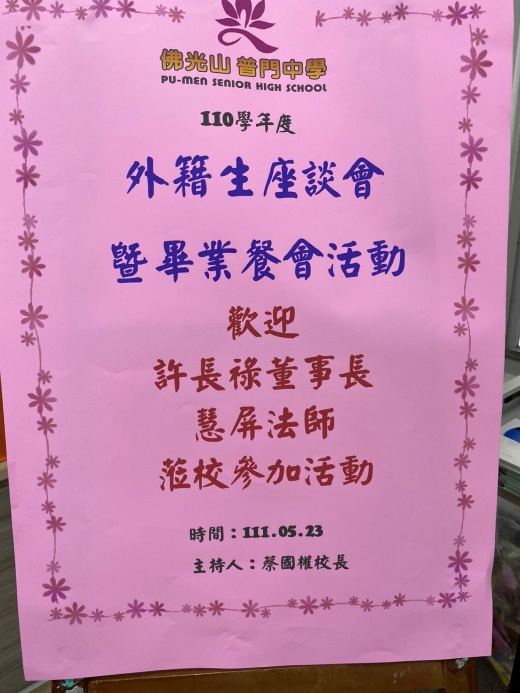 佛光山 普門中學
PU-MEN SENIOR HIGH SCHOOL
110學年度
外籍生座談會
暨畢業餐會活動
歡迎
許長祿董事長
慧屏法師
蒞校參加活動
時間：111.05.23
主持人：蔡國權校長